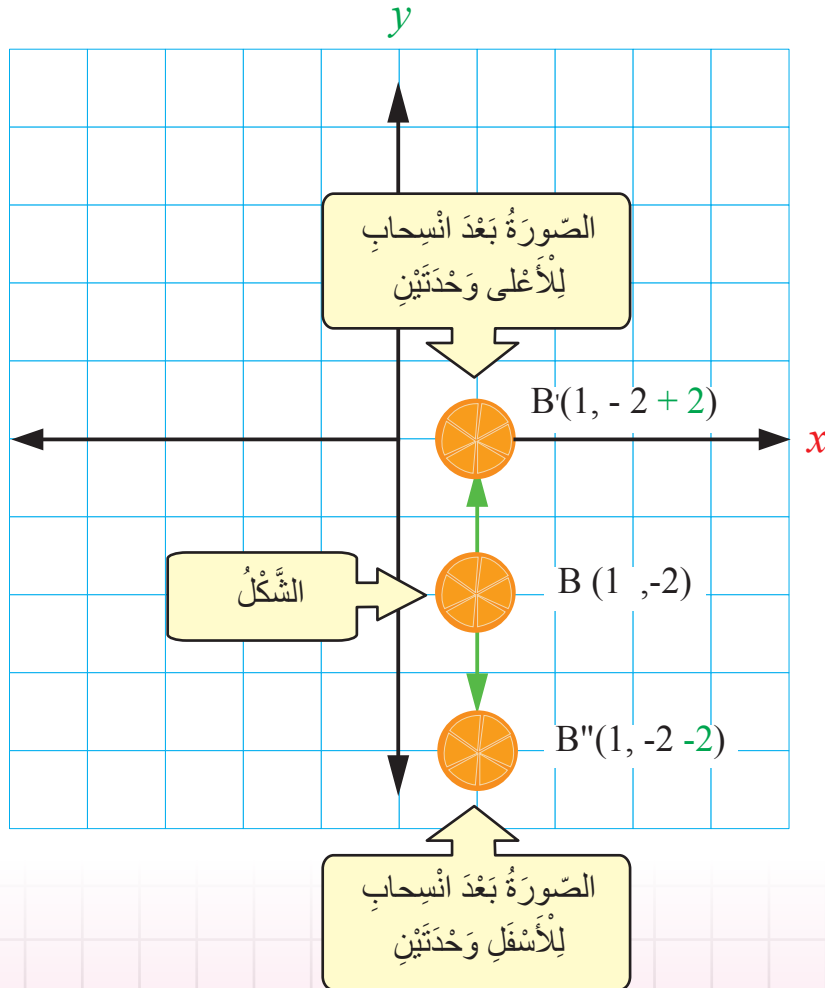 y
الصّورَةُ بَعْدَ انْسِحابِ
لِلْأَعْلى وَحْدَتَيْنِ
B'(1, - 2 + 2)
x
الشَّكْلُ
B (1 ,-2)
B"(1, -2 -2)
الصّورَةُ بَعْدَ انْسِحابِ
لِلْأَسْفَلِ وَحْدَتَيْنِ